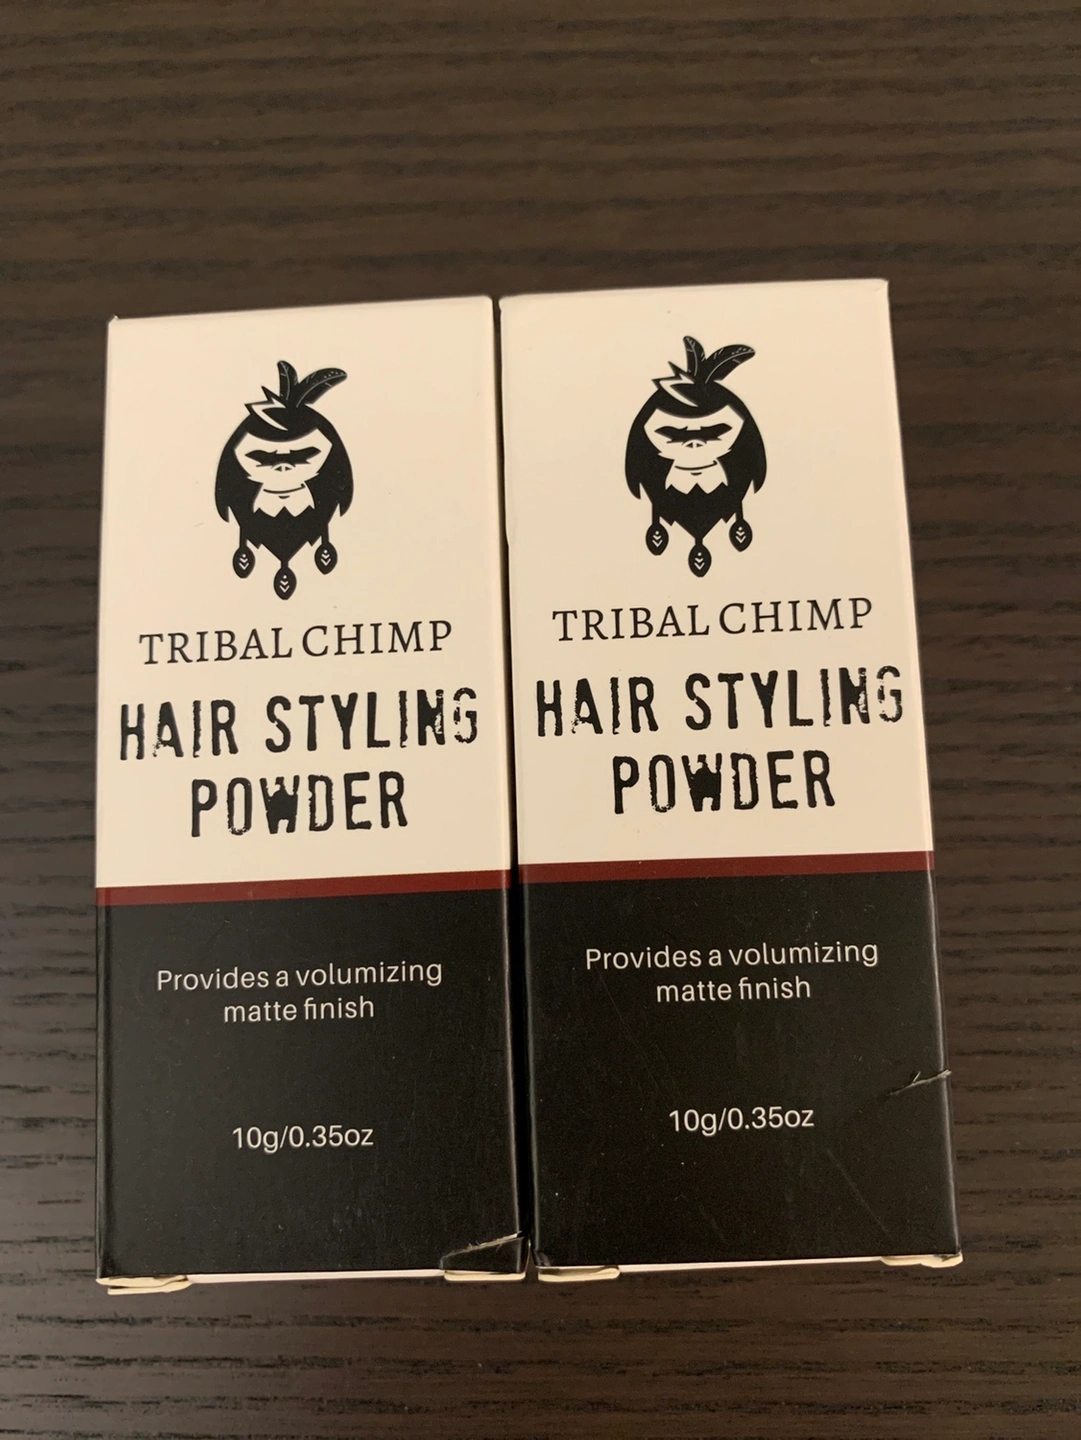 TRIBAL CHIMP
HAIR STYLING
POWDER
Provides a volumizing
matte finish
10g/0.35oz
TRIBAL CHIMP
HAIR STYLING
POWDER
Provides a volumizing
matte finish
10g/0.35oz